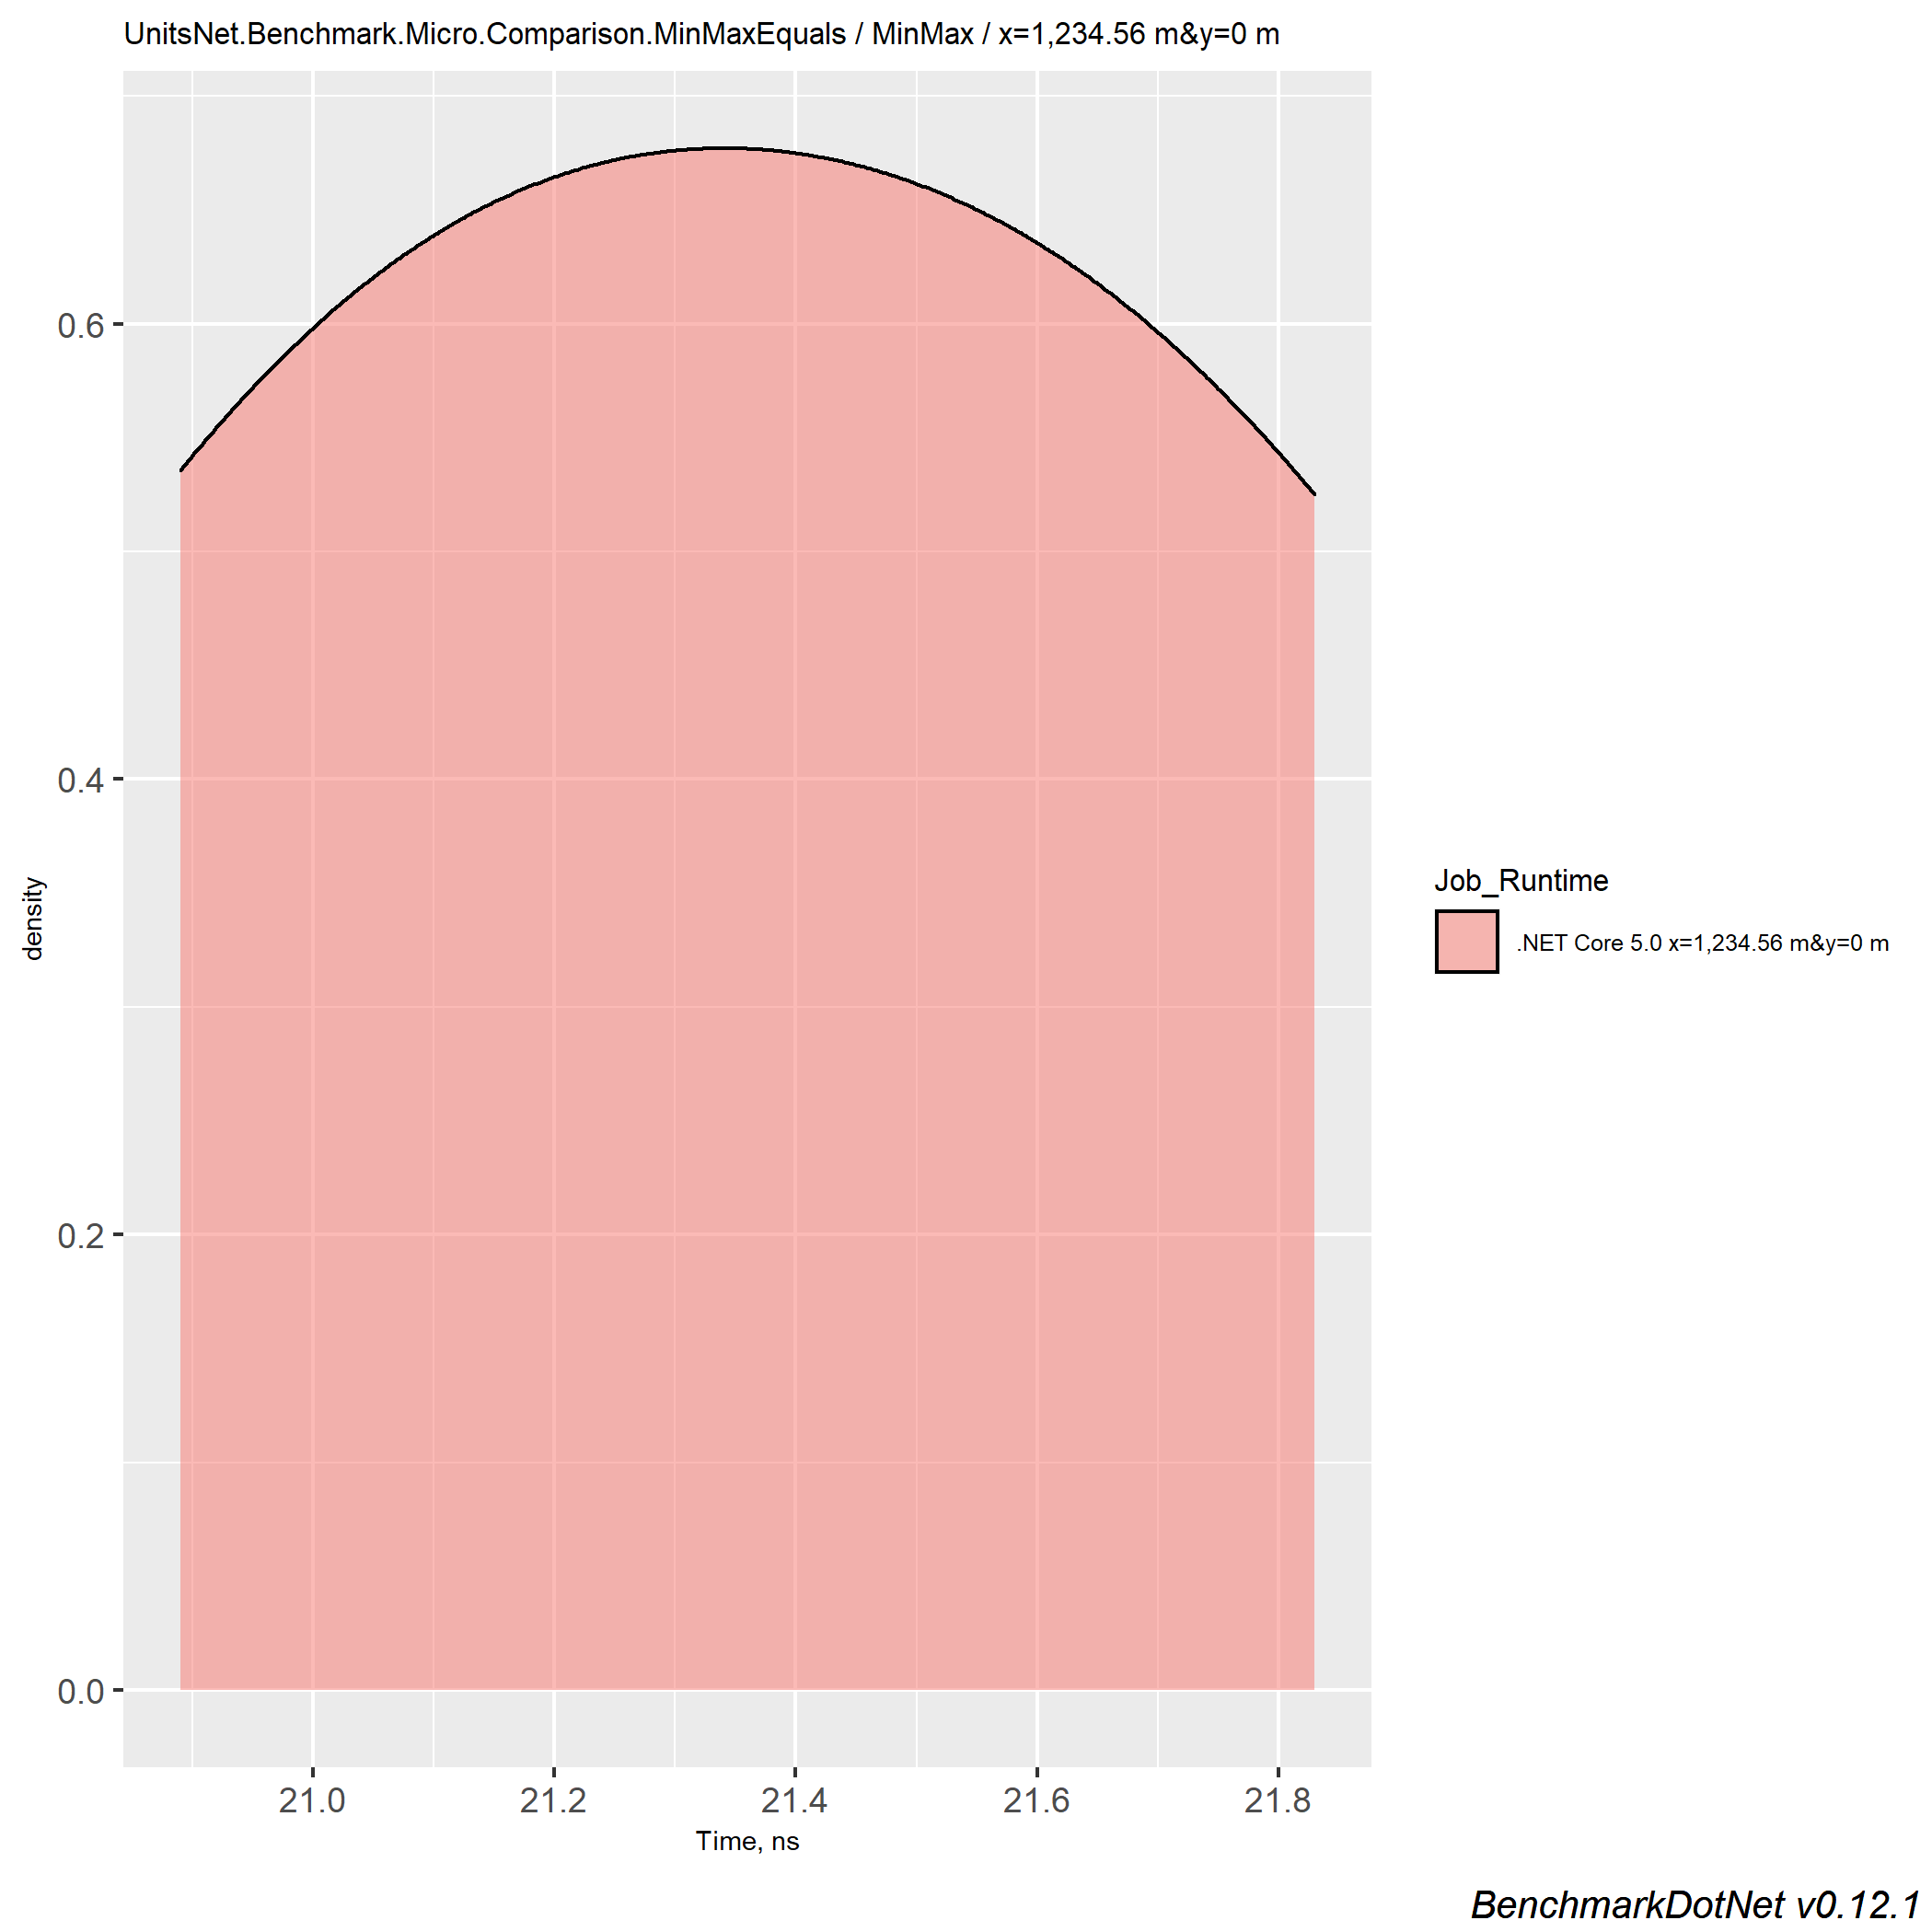 UnitsNet.Benchmark.Micro.Comparison.MinMaxEquals / MinMax / x=1,234.56 m&y=0 m
0.6
0.4
0.2
0.0
density
21.0 21.2 21.4 21.6 21.8
Time, ns
Job_Runtime
.NET Core 5.0 x=1,234.56 m&y=0 m
BenchmarkDotNet v0.12.1